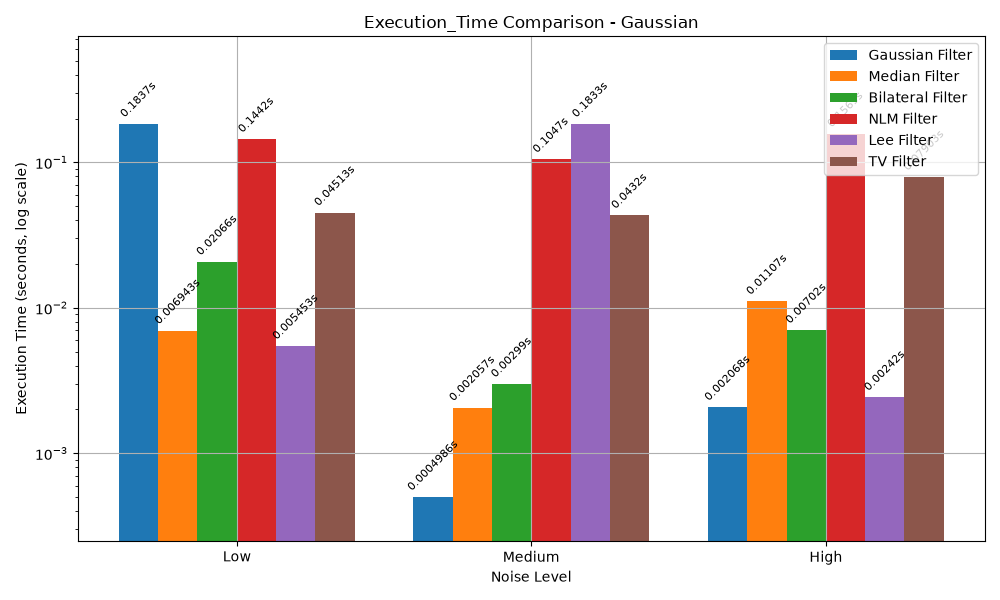 Execution_Time Comparison - Gaussian
Execution Time (seconds, log scale)
10⁻¹
10⁻²
10⁻³
0.1837s
0.006943s
0.02066s
0.1442s
0.005453s
0.04513s
0.0004986s
0.002057s
0.00299s
0.1047s
0.1833s
0.0432s
0.002068s
0.01107s
0.00702s
0.00242s
Gaussian Filter
Median Filter
Bilateral Filter
NLM Filter
Lee Filter
TV Filter
Low
Medium
High
Noise Level